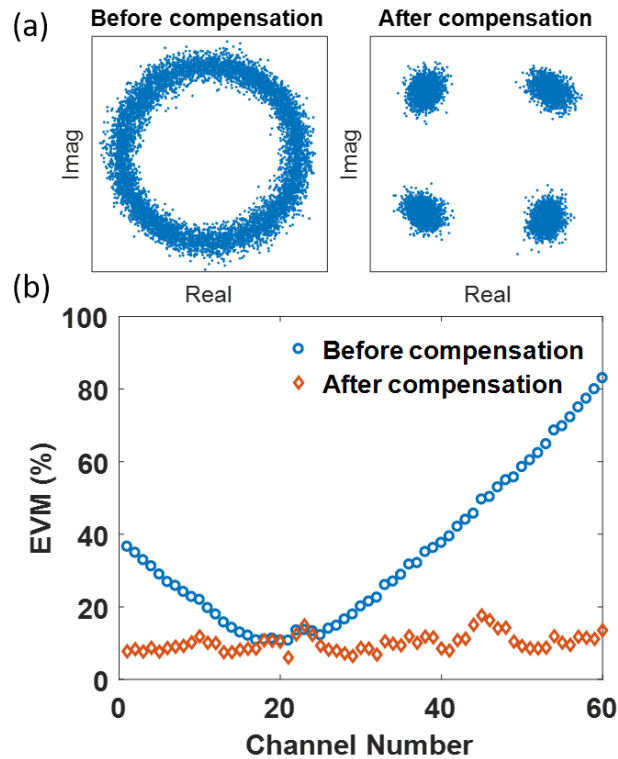 (a)
Before compensation
After compensation
Imag
Imag
Real
Real
(b)
100
80
60
40
20
0
EVM (%)
Before compensation
After compensation
0
20
40
60
Channel Number